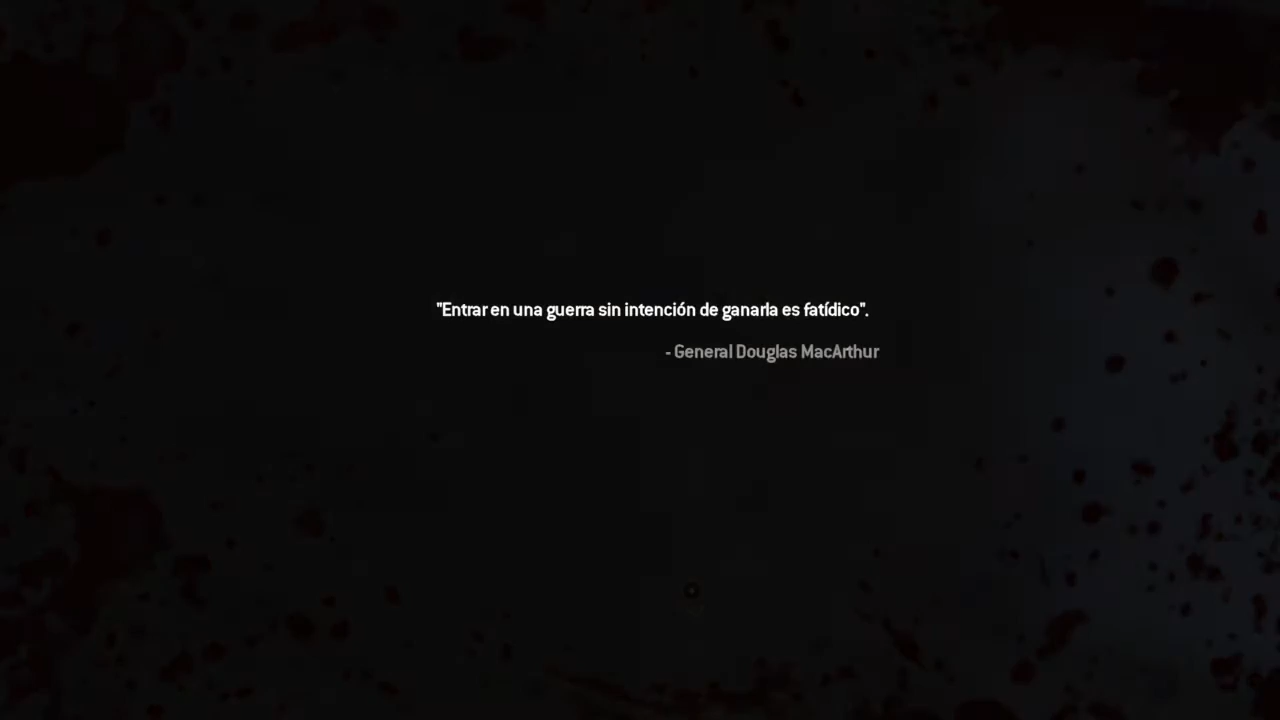 "Entrar en una guerra sin intención de ganarla es fatídico".
- General Douglas MacArthur